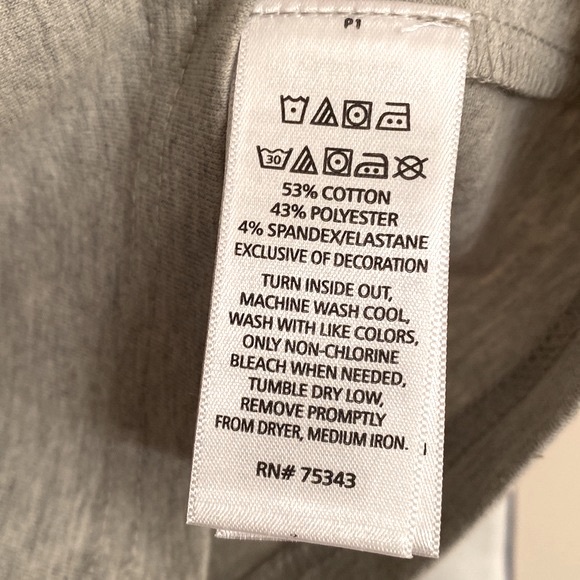 P1
30
53% COTTON
43% POLYESTER
4% SPANDEX/ELASTANE
EXCLUSIVE OF DECORATION
TURN INSIDE OUT,
MACHINE WASH COOL,
WASH WITH LIKE COLORS,
ONLY NON-CHLORINE
BLEACH WHEN NEEDED,
TUMBLE DRY LOW,
REMOVE PROMPTLY
FROM DRYER, MEDIUM IRON.
RN# 75343